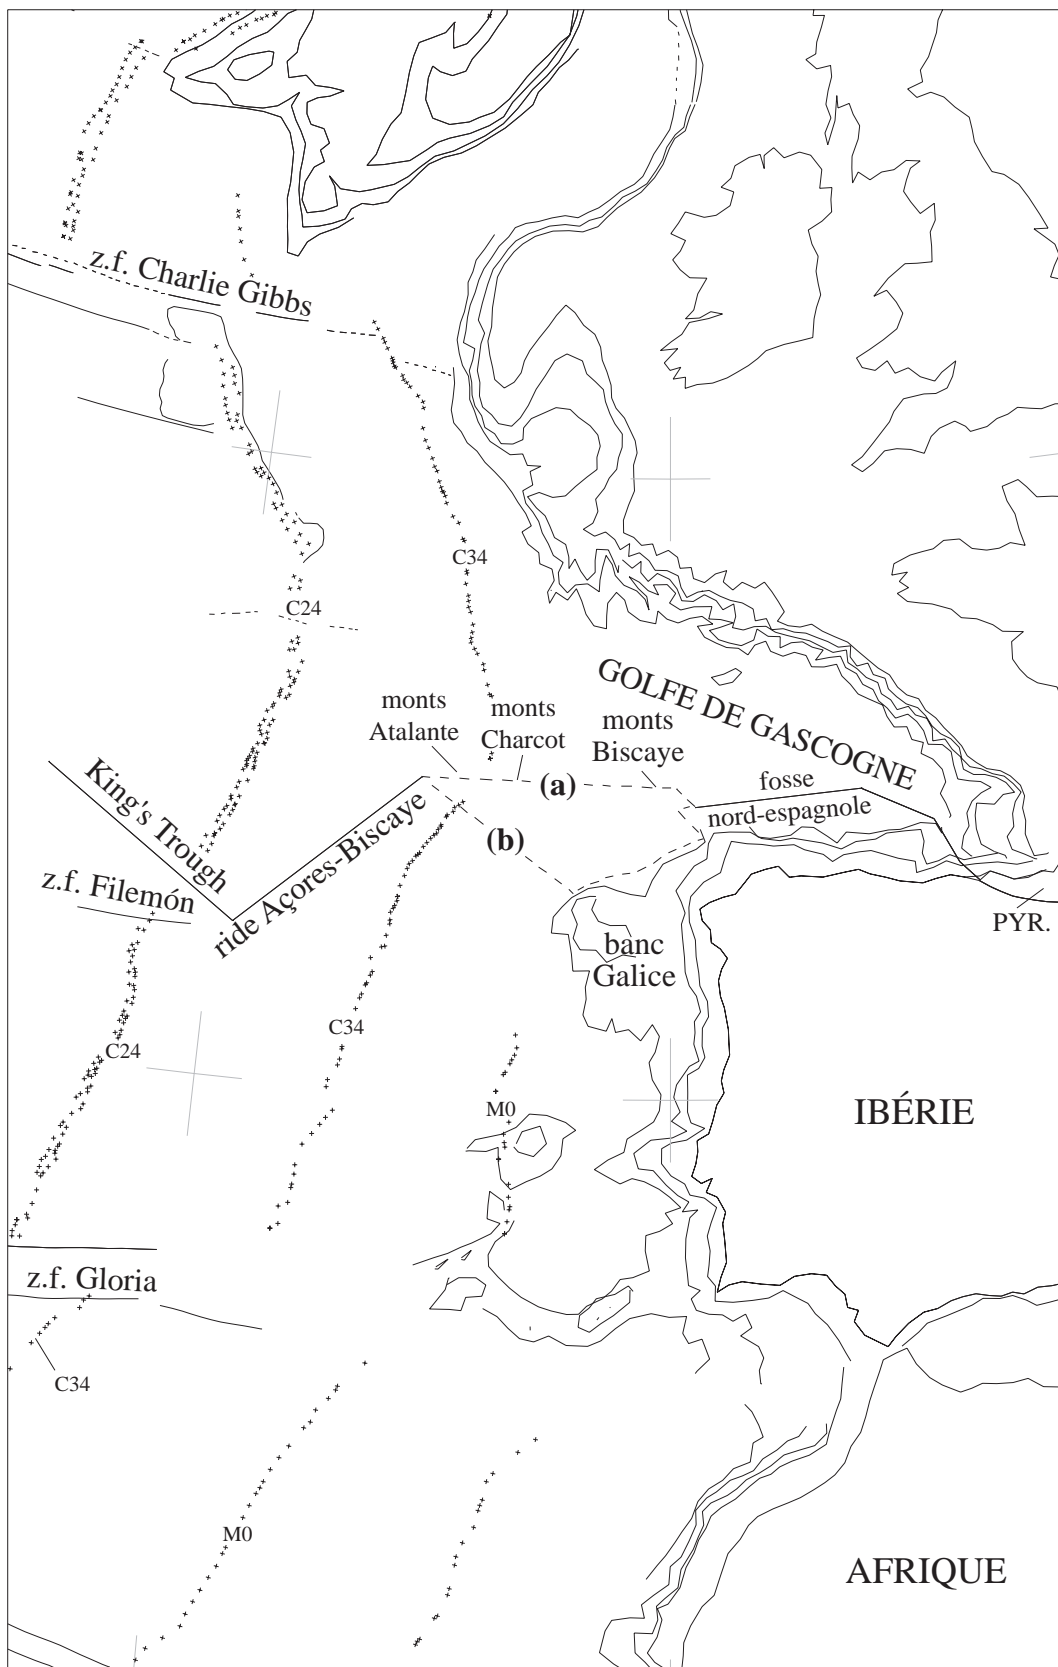 z.f. Charlie Gibbs
C34
C24
GOLFE DE GASCOGNE
monts
Atalante
monts
Charcot
monts
Biscaye
(a)
fosse
nord-espagnole
King's Trough
ride Açores-Biscaye
(b)
z.f. Filemón
PYR.
banc
Galice
C34
C24
M0
IBÉRIE
z.f. Gloria
C34
M0
AFRIQUE